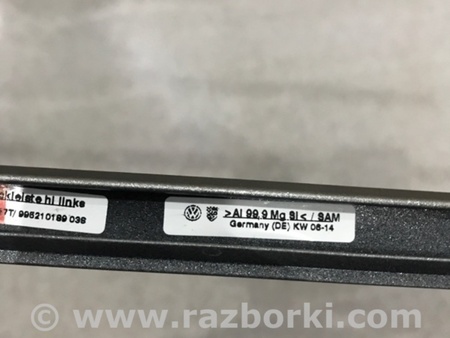 ckleiste hi links
7T/ 995210189 03S
>Al 99,9 Mg Si< / SAM
Germany (DE) KW 06-14
© www.razborki.com/